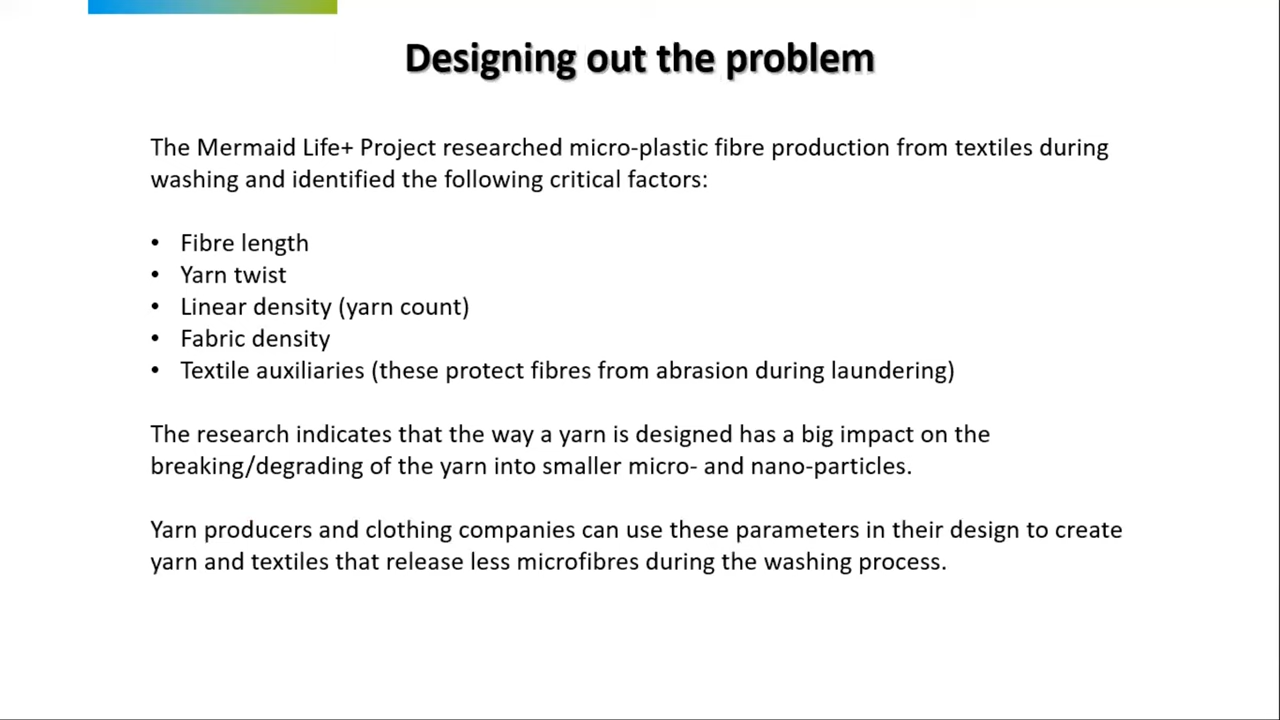 Designing out the problem
The Mermaid Life+ Project researched micro-plastic fibre production from textiles during
washing and identified the following critical factors:
• Fibre length
• Yarn twist
• Linear density (yarn count)
• Fabric density
• Textile auxiliaries (these protect fibres from abrasion during laundering)
The research indicates that the way a yarn is designed has a big impact on the
breaking/degrading of the yarn into smaller micro- and nano-particles.
Yarn producers and clothing companies can use these parameters in their design to create
yarn and textiles that release less microfibres during the washing process.